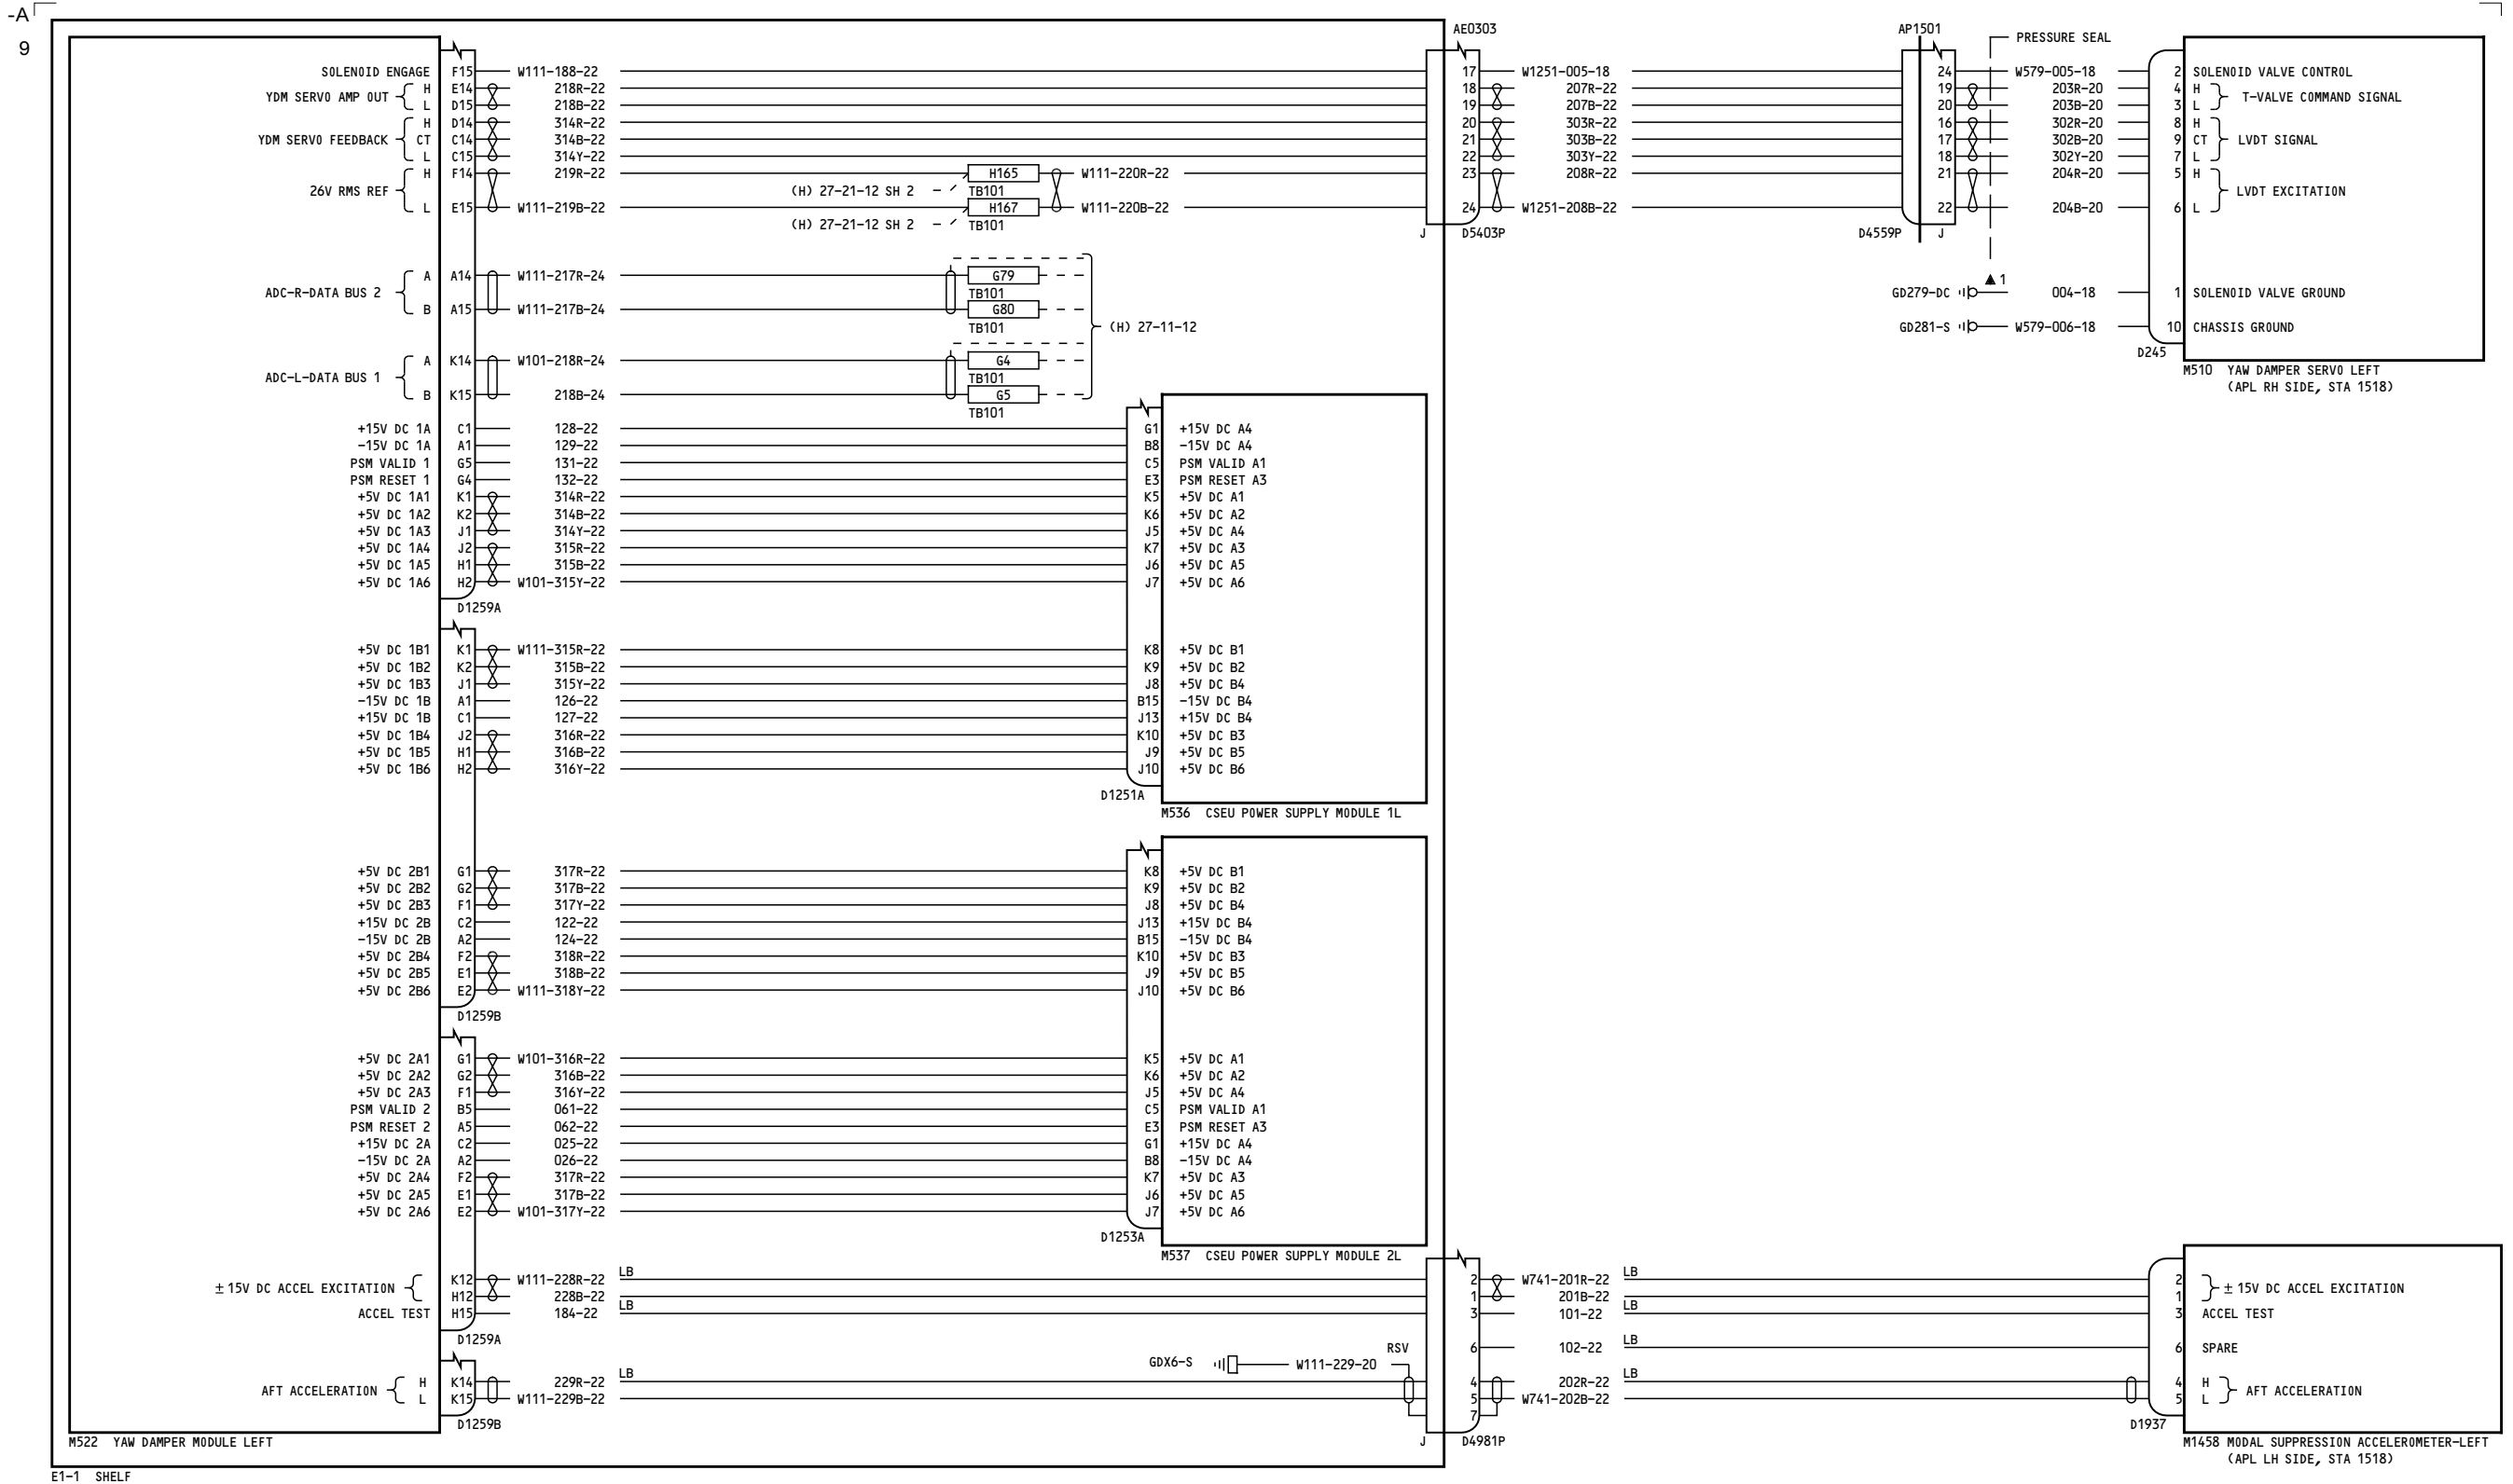 -A
9
AE0303
AP1501
PRESSURE SEAL
SOLENOID ENGAGE F15 W111-188-22 17 W1251-005-18 24 W579-005-18 2 SOLENOID VALVE CONTROL
YDM SERVO AMP OUT
H E14 218R-22 18 207R-22 19 203R-20 4 H
L D15 218B-22 19 207B-22 20 203B-20 3 L
T-VALVE COMMAND SIGNAL
YDM SERVO FEEDBACK
H D14 314R-22 20 303R-22 16 302R-20 8 H
CT C14 314B-22 21 303B-22 17 302B-20 9 CT
L C15 314Y-22 22 303Y-22 18 302Y-20 7 L
LVDT SIGNAL
26V RMS REF
H F14 219R-22 H165 W111-220R-22 23 208R-22 21 204R-20 5 H
(H) 27-21-12 SH 2 TB101
LVDT EXCITATION
L E15 W111-219B-22 H167 W111-220B-22 24 W1251-208B-22 22 204B-20 6 L
(H) 27-21-12 SH 2 TB101
J D5403P D4559P J
ADC-R-DATA BUS 2
A A14 W111-217R-24 G79
TB101
▲ 1
B A15 W111-217B-24 G80
TB101
(H) 27-11-12
GD279-DC 004-18 1 SOLENOID VALVE GROUND
GD281-S W579-006-18 10 CHASSIS GROUND
D245
M510 YAW DAMPER SERVO LEFT
(APL RH SIDE, STA 1518)
ADC-L-DATA BUS 1
A K14 W101-218R-24 G4
TB101
B K15 218B-24 G5
TB101
+15V DC 1A C1 128-22 G1 +15V DC A4
-15V DC 1A A1 129-22 B8 -15V DC A4
PSM VALID 1 G5 131-22 C5 PSM VALID A1
PSM RESET 1 G4 132-22 E3 PSM RESET A3
+5V DC 1A1 K1 314R-22 K5 +5V DC A1
+5V DC 1A2 K2 314B-22 K6 +5V DC A2
+5V DC 1A3 J1 314Y-22 J5 +5V DC A4
+5V DC 1A4 J2 315R-22 K7 +5V DC A3
+5V DC 1A5 H1 315B-22 J6 +5V DC A5
+5V DC 1A6 H2 W101-315Y-22 J7 +5V DC A6
D1259A
+5V DC 1B1 K1 W111-315R-22 K8 +5V DC B1
+5V DC 1B2 K2 315B-22 K9 +5V DC B2
+5V DC 1B3 J1 315Y-22 J8 +5V DC B4
-15V DC 1B A1 126-22 B15 -15V DC B4
+15V DC 1B C1 127-22 J13 +15V DC B4
+5V DC 1B4 J2 316R-22 K10 +5V DC B3
+5V DC 1B5 H1 316B-22 J9 +5V DC B5
+5V DC 1B6 H2 316Y-22 J10 +5V DC B6
D1251A
M536 CSEU POWER SUPPLY MODULE 1L
+5V DC 2B1 G1 317R-22 K8 +5V DC B1
+5V DC 2B2 G2 317B-22 K9 +5V DC B2
+5V DC 2B3 F1 317Y-22 J8 +5V DC B4
+15V DC 2B C2 122-22 J13 +15V DC B4
-15V DC 2B A2 124-22 B15 -15V DC B4
+5V DC 2B4 F2 318R-22 K10 +5V DC B3
+5V DC 2B5 E1 318B-22 J9 +5V DC B5
+5V DC 2B6 E2 W111-318Y-22 J10 +5V DC B6
D1259B
+5V DC 2A1 G1 W101-316R-22 K5 +5V DC A1
+5V DC 2A2 G2 316B-22 K6 +5V DC A2
+5V DC 2A3 F1 316Y-22 J5 +5V DC A4
PSM VALID 2 B5 061-22 C5 PSM VALID A1
PSM RESET 2 A5 062-22 E3 PSM RESET A3
+15V DC 2A C2 025-22 G1 +15V DC A4
-15V DC 2A A2 026-22 B8 -15V DC A4
+5V DC 2A4 F2 317R-22 K7 +5V DC A3
+5V DC 2A5 E1 317B-22 J6 +5V DC A5
+5V DC 2A6 E2 W101-317Y-22 J7 +5V DC A6
D1253A
M537 CSEU POWER SUPPLY MODULE 2L
±15V DC ACCEL EXCITATION
K12 W111-228R-22 LB 2 W741-201R-22 LB 2
H12 228B-22 1 201B-22 1
± 15V DC ACCEL EXCITATION
ACCEL TEST H15 184-22 LB 3 101-22 LB 3 ACCEL TEST
D1259A
RSV 6 102-22 LB 6 SPARE
GDX6-S W111-229-20
AFT ACCELERATION
H K14 229R-22 LB 4 202R-22 LB 4 H
L K15 W111-229B-22 5 W741-202B-22 5 L
AFT ACCELERATION
7
D1259B
D1937
J D4981P
M522 YAW DAMPER MODULE LEFT
M1458 MODAL SUPPRESSION ACCELEROMETER-LEFT
(APL LH SIDE, STA 1518)
E1-1 SHELF